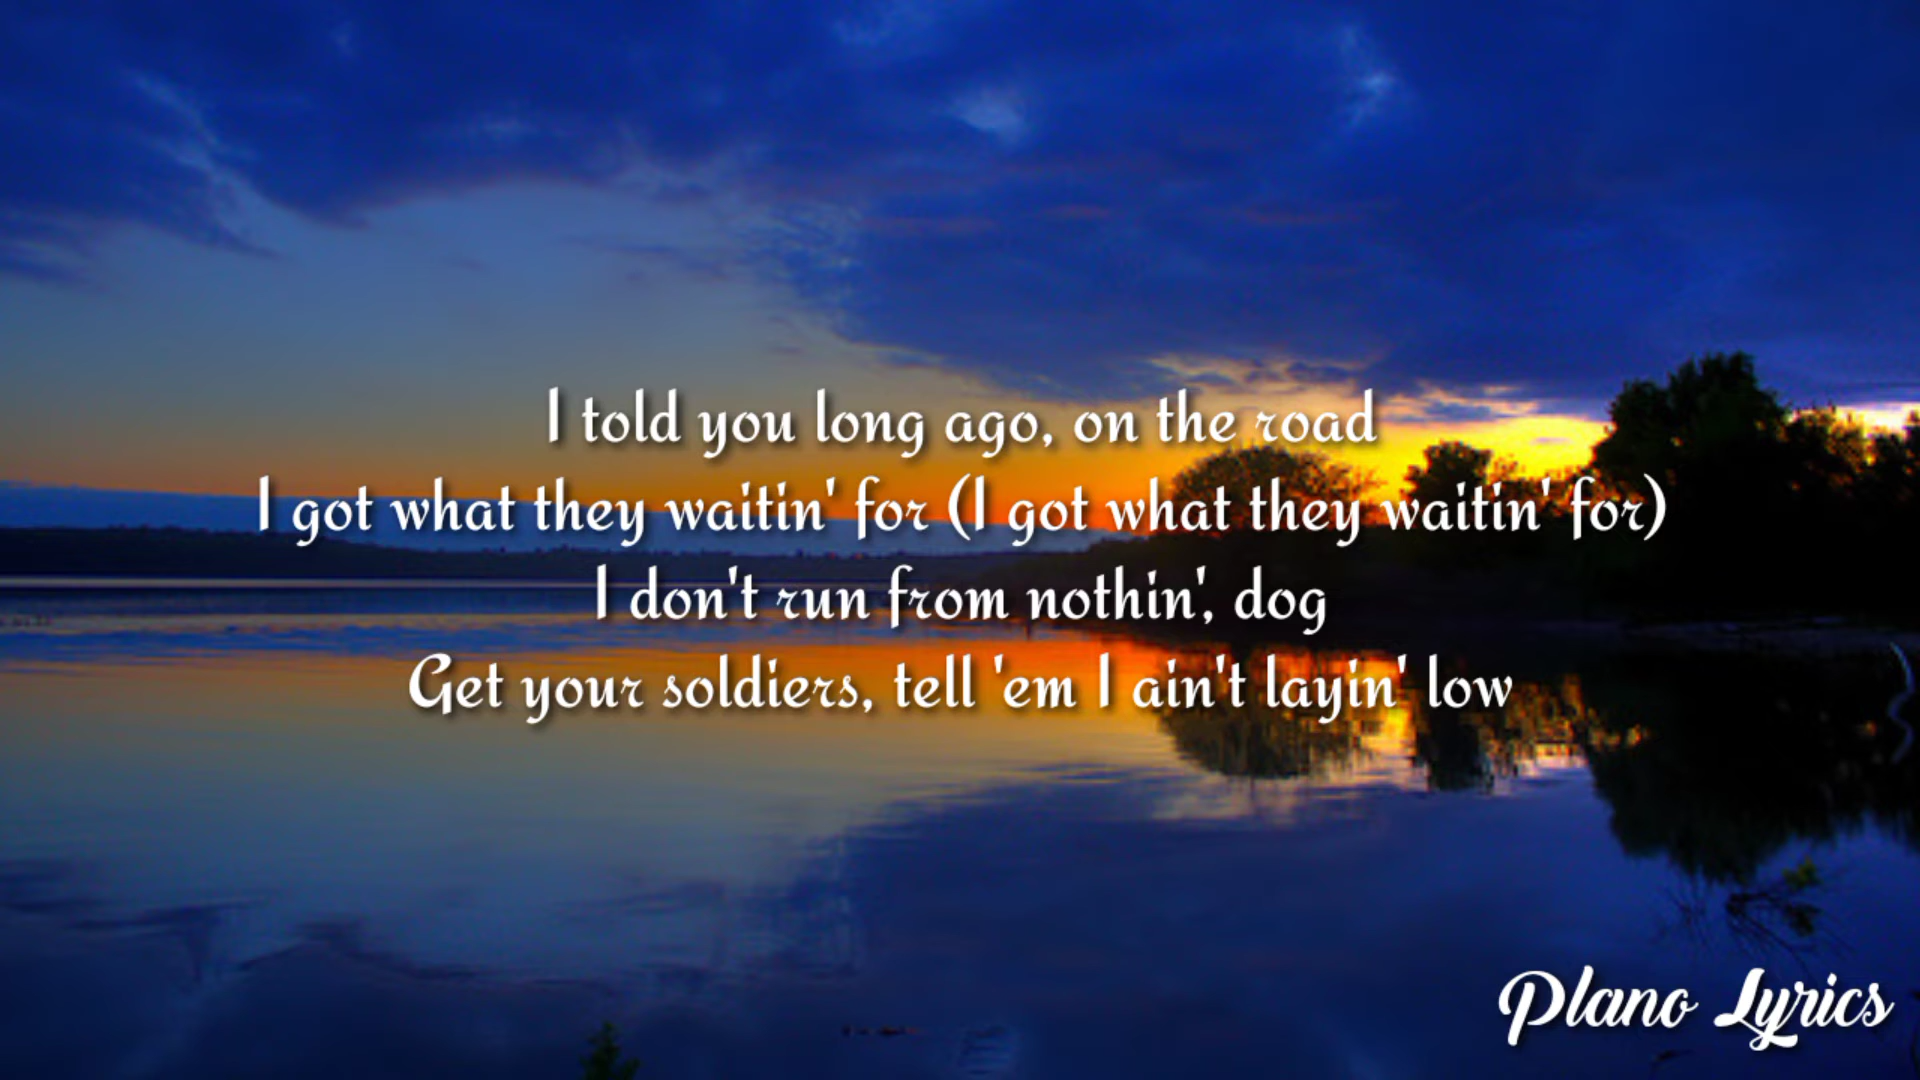 I told you long ago, on the road
I got what they waitin' for (I got what they waitin' for)
I don't run from nothin', dog
Get your soldiers, tell 'em I ain't layin' low
Plano Lyrics